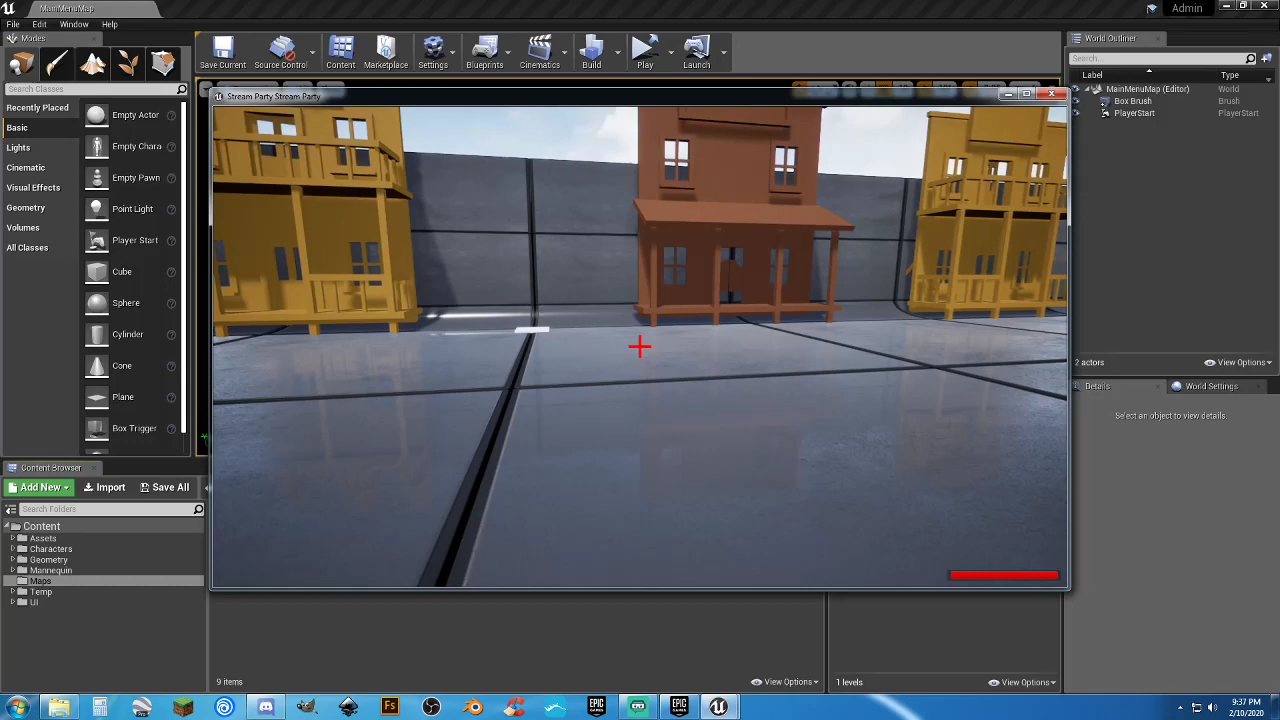 MainMenuMap
Admin
File Edit Window Help
Modes
Search Classes
Recently Placed
Basic
Lights
Cinematic
Visual Effects
Geometry
Volumes
All Classes
Empty Actor
Empty Chara
Empty Pawn
Point Light
Player Start
Cube
Sphere
Cylinder
Cone
Plane
Box Trigger
Save Current
Source Control
Content
Marketplace
Settings
Blueprints
Cinematics
Build
Play
Launch
Stream Party Stream Party
World Outliner
Search...
Label Type
MainMenuMap (Editor) World
Box Brush Brush
PlayerStart PlayerStart
2 actors View Options
Details World Settings
Select an object to view details.
Content Browser
Add New Import Save All
Search Folders
Content
Assets
Characters
Geometry
Mannequin
Maps
Temp
UI
9 items View Options
1 levels View Options
Fs
EPIC GAMES
EPIC GAMES
9:37 PM
2/10/2020